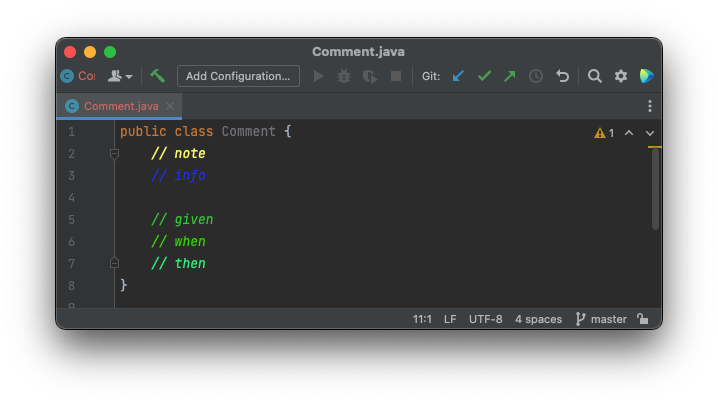 Comment.java
C Co
Add Configuration...
Git:
C Comment.java
1 public class Comment {
1
2 // note
3 // info
4
5 // given
6 // when
7 // then
8 }
9
11:1 LF UTF-8 4 spaces master